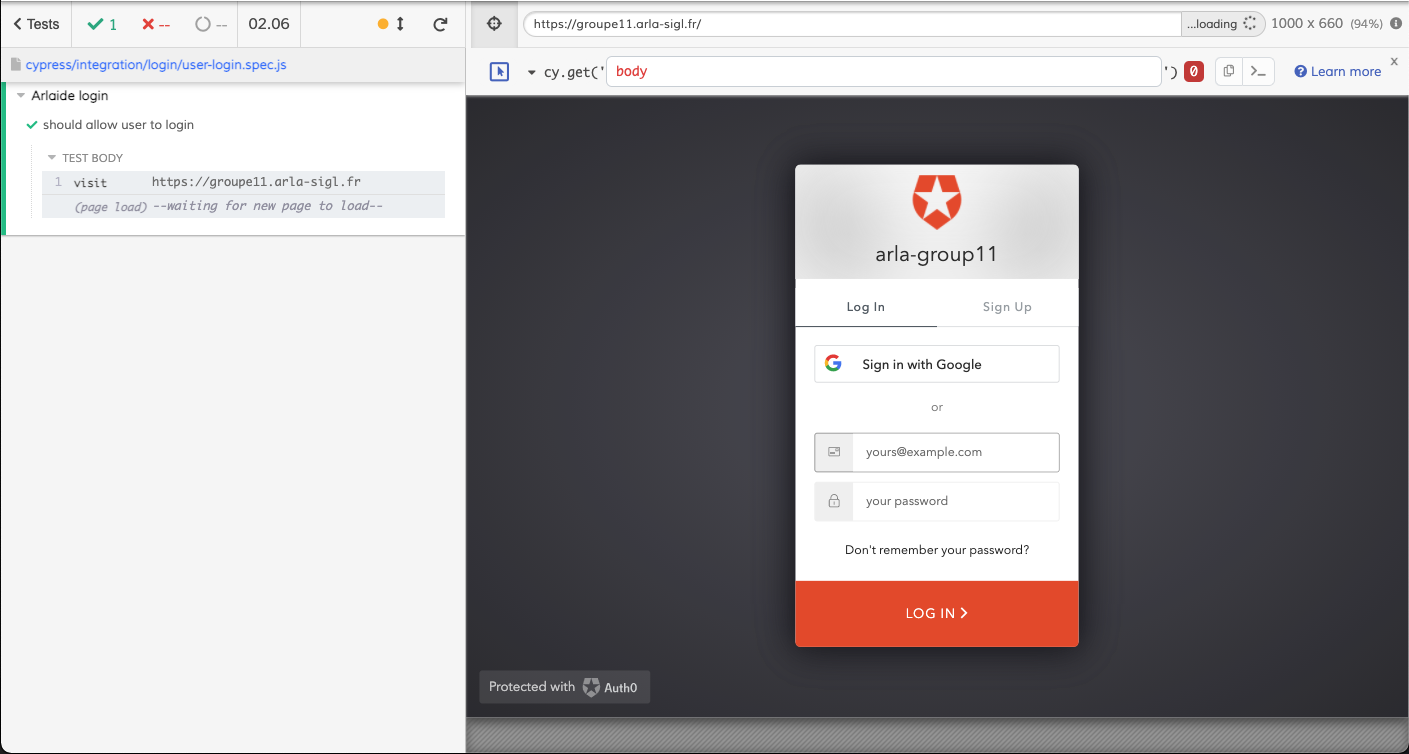 Tests 1 -- -- 02.06
cypress/integration/login/user-login.spec.js
Arlaide login
should allow user to login
TEST BODY
1 visit https://groupe11.arla-sigl.fr
(page load) --waiting for new page to load--
https://groupe11.arla-sigl.fr/ ...loading 1000 x 660 (94%)
cy.get('body') 0 Learn more x
arla-group11
Log In Sign Up
Sign in with Google
or
yours@example.com
your password
Don't remember your password?
LOG IN
Protected with Auth0